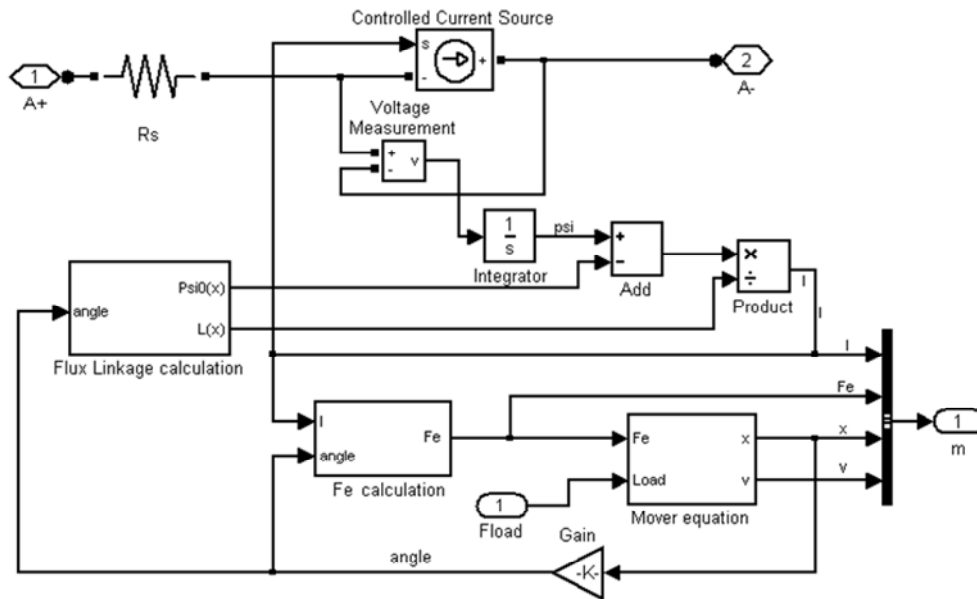 Controlled Current Source
s
-
+
1
A+
Rs
2
A-
Voltage
Measurement
+
-
v
1
s
Integrator
psi
+
-
Add
×
÷
Product
I
I
angle
Psi0(x)
L(x)
Flux Linkage calculation
I
Fe
I
angle
Fe
Fe calculation
Fe
Load
x
v
Mover equation
x
v
1
m
1
Fload
Gain
-K-
angle